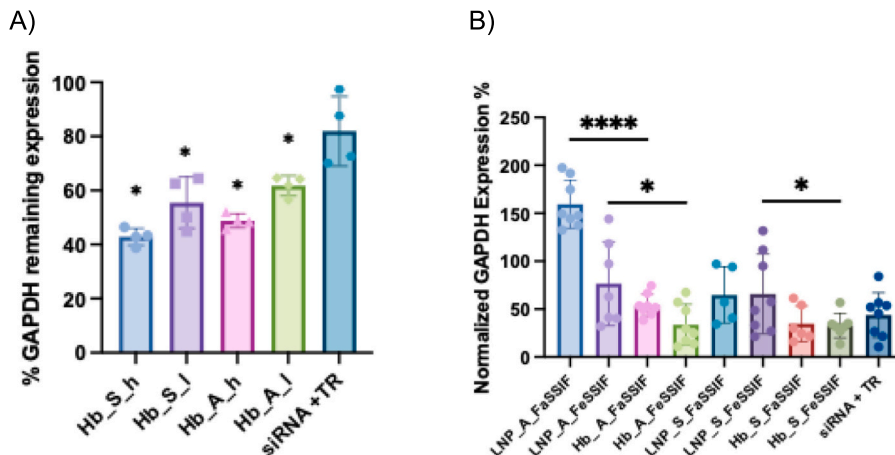 A)
% GAPDH remaining expression
100
80
60
40
20
0
*
*
*
*
Hb_S_h
Hb_S_l
Hb_A_h
Hb_A_l
siRNA +TR
B)
Normalized GAPDH Expression %
250
200
150
100
50
0
****
*
*
LNP_A_FaSSIF
LNP_A_FeSSIF
Hb_A_FaSSIF
Hb_A_FeSSIF
LNP_S_FaSSIF
LNP_S_FeSSIF
Hb_S_FaSSIF
Hb_S_FeSSIF
siRNA + TR